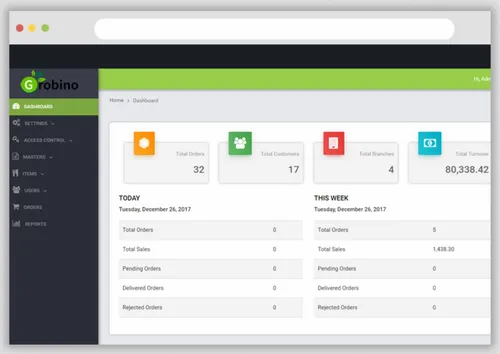 Grobino
Hi, Adm
DASHBOARD
SETTINGS
ACCESS CONTROL
MASTERS
ITEMS
USERS
ORDERS
REPORTS
Home > Dashboard
Total Orders
32
Total Customers
17
Total Branches
4
Total Turnover
80,338.42
TODAY
Tuesday, December 26, 2017
Total Orders 0
Total Sales 0
Pending Orders 0
Delivered Orders 0
Rejected Orders 0
THIS WEEK
Tuesday, December 26, 2017
Total Orders 5
Total Sales 1,438.30
Pending Orders 0
Delivered Orders 0
Rejected Orders 0